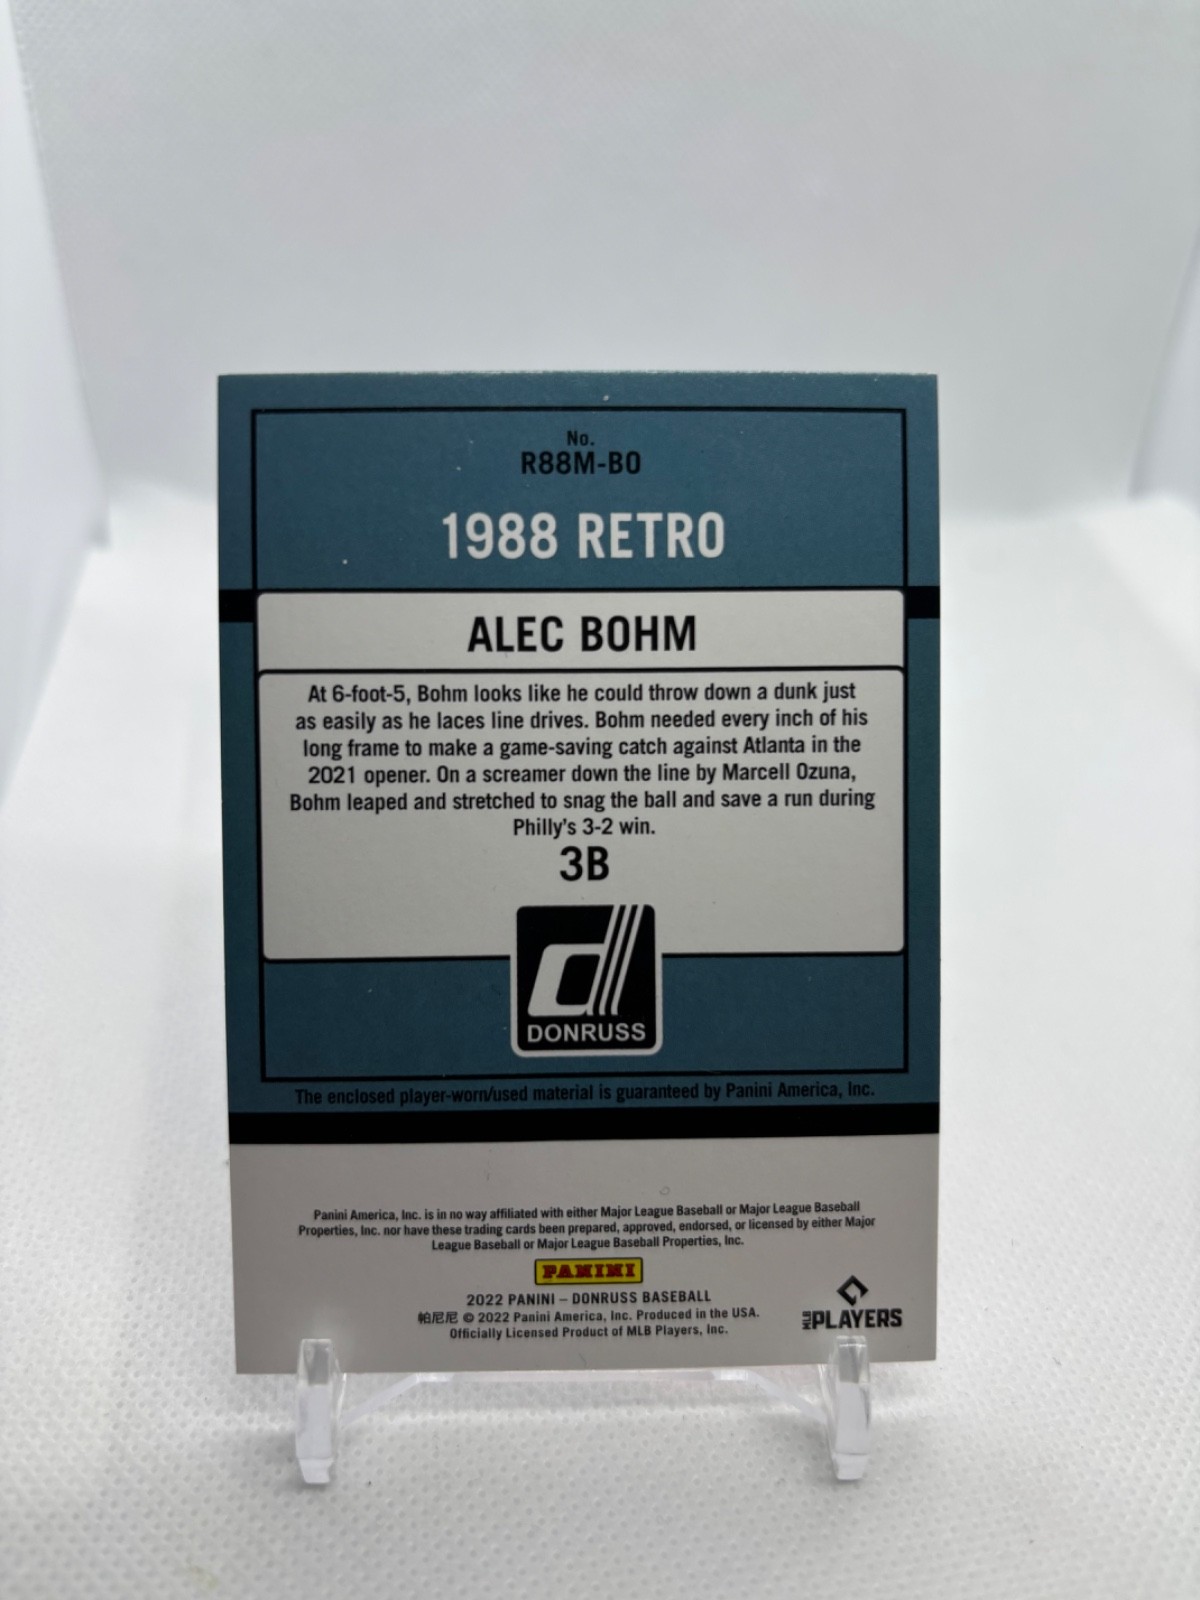 No.
R88M-BO
1988 RETRO
ALEC BOHM
At 6-foot-5, Bohm looks like he could throw down a dunk just
as easily as he laces line drives. Bohm needed every inch of his
long frame to make a game-saving catch against Atlanta in the
2021 opener. On a screamer down the line by Marcell Ozuna,
Bohm leaped and stretched to snag the ball and save a run during
Philly's 3-2 win.
3B
d
DONRUSS
The enclosed player-worn/used material is guaranteed by Panini America, Inc.
Panini America, Inc. is in no way affiliated with either Major League Baseball or Major League Baseball
Properties, Inc. nor have these trading cards been prepared, approved, endorsed, or licensed by either Major
League Baseball or Major League Baseball Properties, Inc.
PANINI
2022 PANINI – DONRUSS BASEBALL
帕尼尼 © 2022 Panini America, Inc. Produced in the USA.
Officially Licensed Product of MLB Players, Inc.
MLB PLAYERS